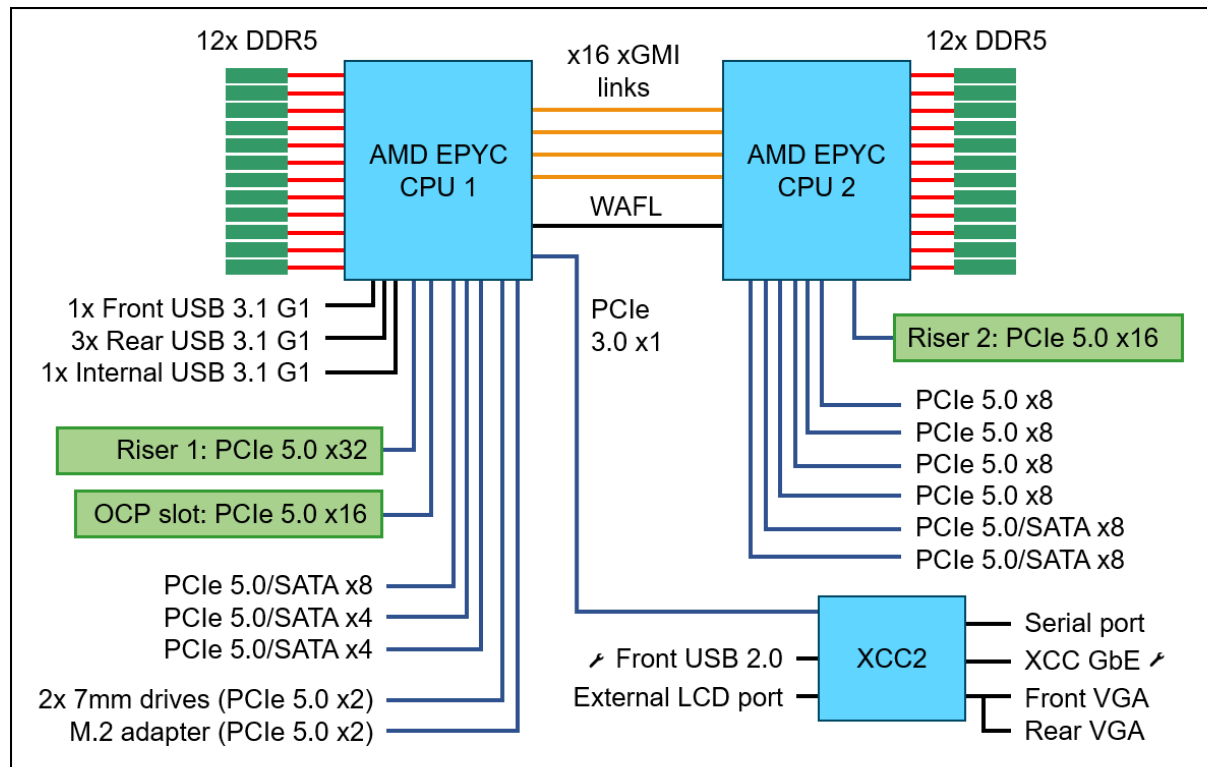 12x DDR5
x16 xGMI
links
12x DDR5
AMD EPYC
CPU 1
AMD EPYC
CPU 2
WAFL
1x Front USB 3.1 G1
3x Rear USB 3.1 G1
1x Internal USB 3.1 G1
PCIe
3.0 x1
Riser 2: PCIe 5.0 x16
Riser 1: PCIe 5.0 x32
OCP slot: PCIe 5.0 x16
PCIe 5.0 x8
PCIe 5.0 x8
PCIe 5.0 x8
PCIe 5.0 x8
PCIe 5.0/SATA x8
PCIe 5.0/SATA x8
PCIe 5.0/SATA x8
PCIe 5.0/SATA x4
PCIe 5.0/SATA x4
2x 7mm drives (PCIe 5.0 x2)
M.2 adapter (PCIe 5.0 x2)
Front USB 2.0
External LCD port
XCC2
Serial port
XCC GbE
Front VGA
Rear VGA